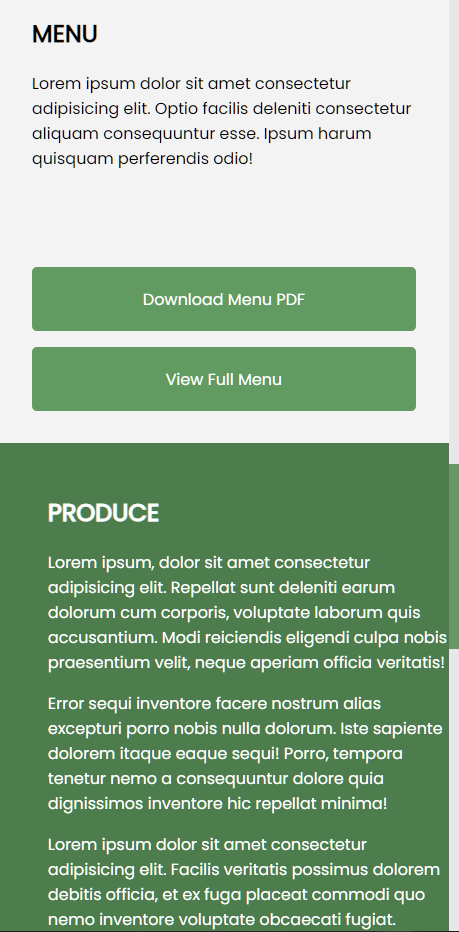 MENU
Lorem ipsum dolor sit amet consectetur
adipisicing elit. Optio facilis deleniti consectetur
aliquam consequuntur esse. Ipsum harum
quisquam perferendis odio!
Download Menu PDF
View Full Menu
PRODUCE
Lorem ipsum, dolor sit amet consectetur
adipisicing elit. Repellat sunt deleniti earum
dolorum cum corporis, voluptate laborum quis
accusantium. Modi reiciendis eligendi culpa nobis
praesentium velit, neque aperiam officia veritatis!
Error sequi inventore facere nostrum alias
excepturi porro nobis nulla dolorum. Iste sapiente
dolorem itaque eaque sequi! Porro, tempora
tenetur nemo a consequuntur dolore quia
dignissimos inventore hic repellat minima!
Lorem ipsum dolor sit amet consectetur
adipisicing elit. Facilis veritatis possimus dolorem
debitis officia, et ex fuga placeat commodi quo
nemo inventore voluptate obcaecati fugiat.